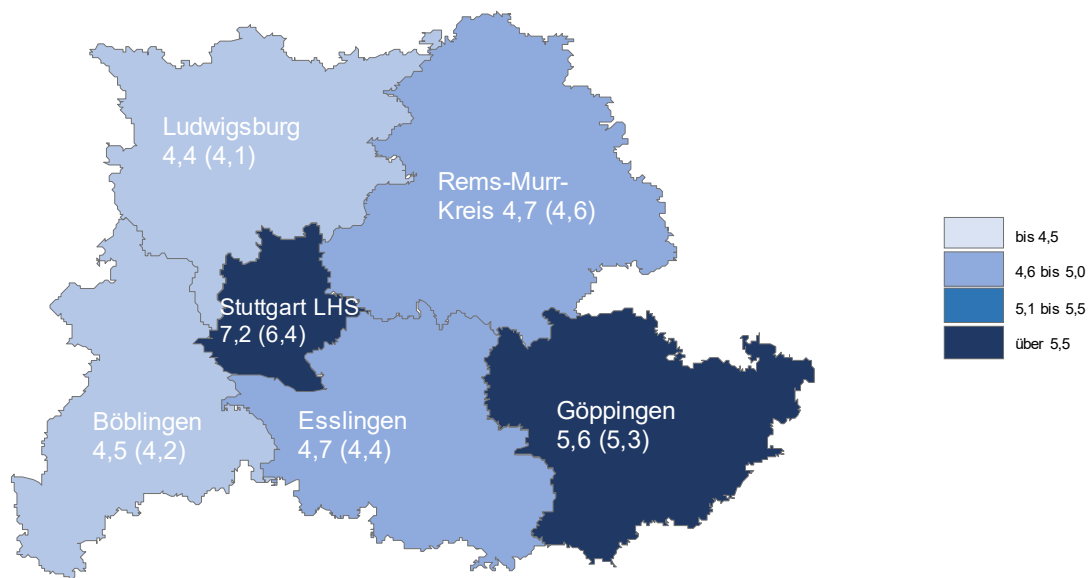 Ludwigsburg
4,4 (4,1)
Rems-Murr-
Kreis 4,7 (4,6)
Stuttgart LHS
7,2 (6,4)
Böblingen
4,5 (4,2)
Esslingen
4,7 (4,4)
Göppingen
5,6 (5,3)
bis 4,5
4,6 bis 5,0
5,1 bis 5,5
über 5,5